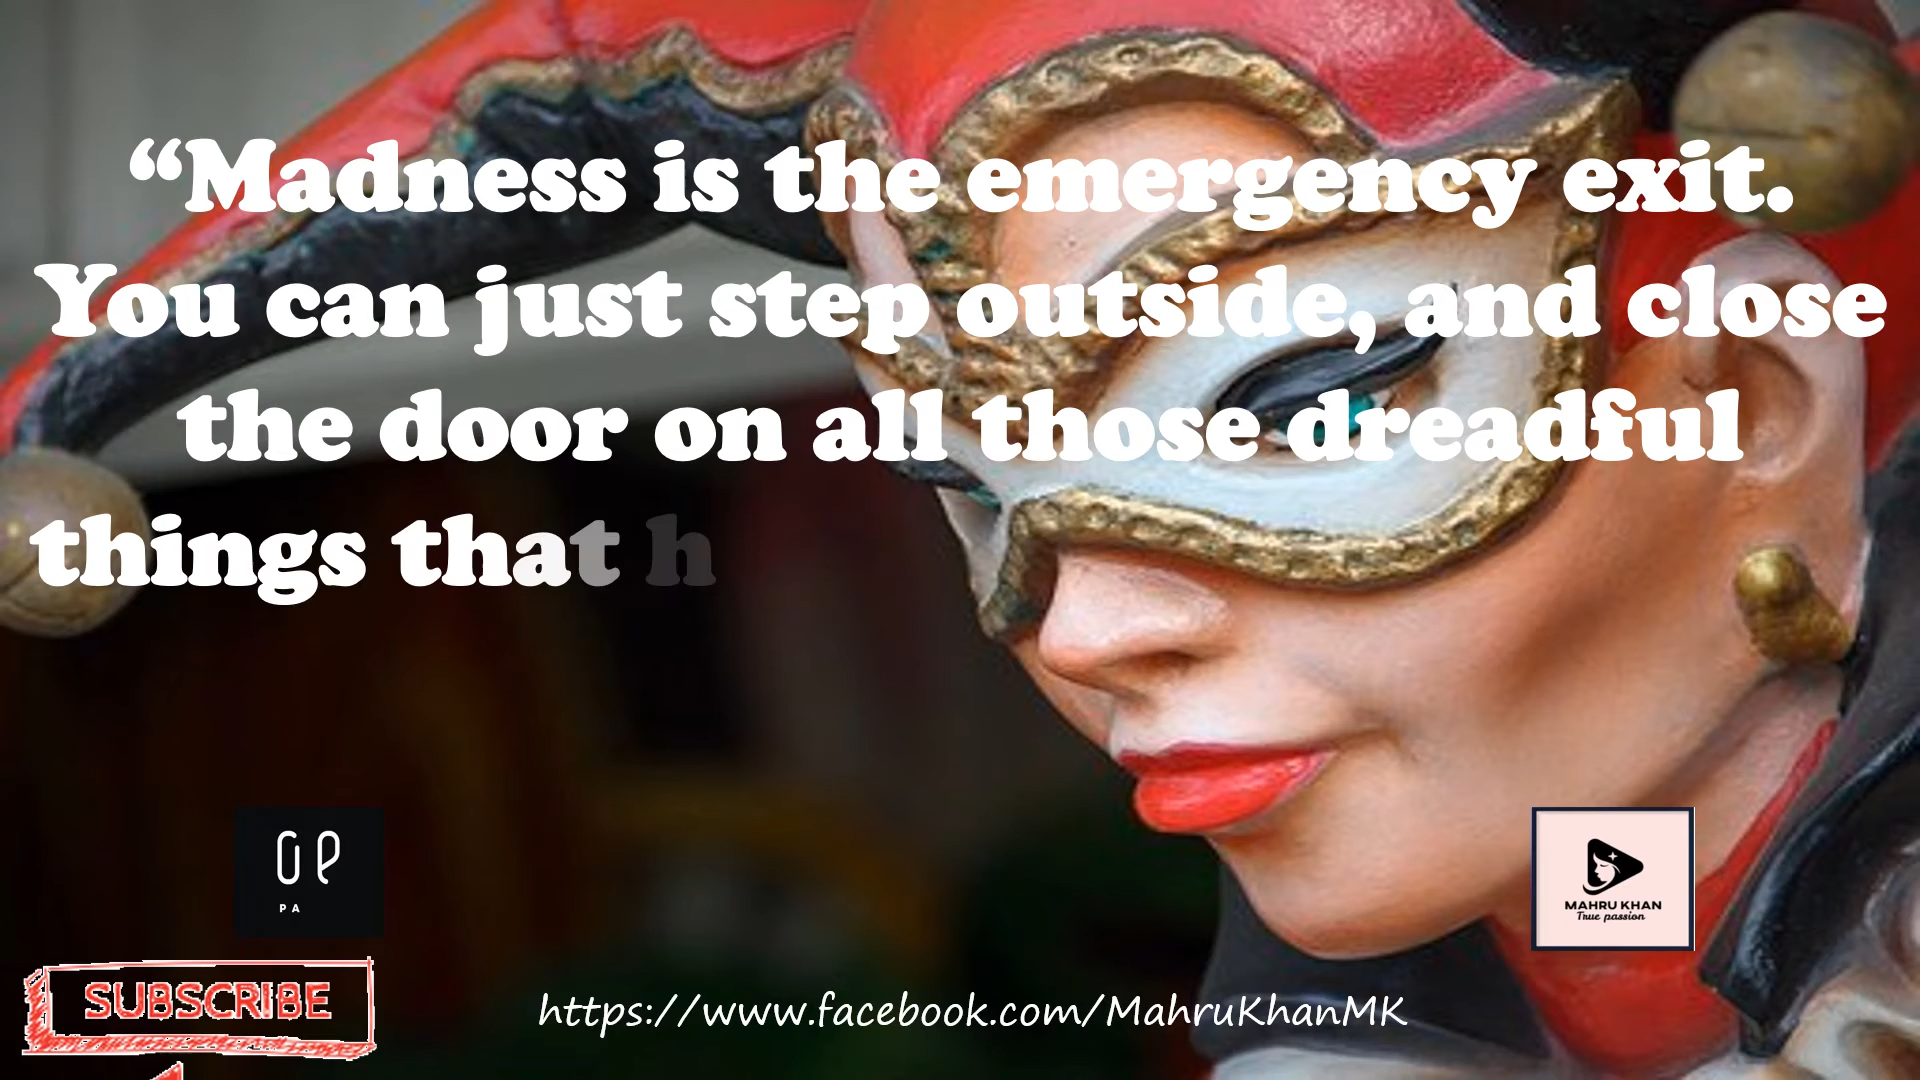 “Madness is the emergency exit.
You can just step outside, and close
the door on all those dreadful
things that h
PA
MAHRU KHAN
True passion
SUBSCRIBE
https://www.facebook.com/MahruKhanMK